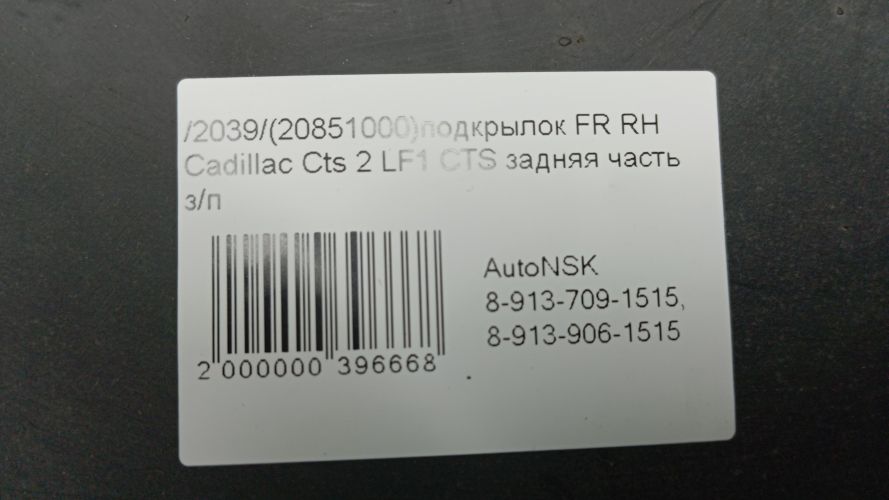 /2039/(20851000)подкрылок FR RH
Cadillac Cts 2 LF1 CTS задняя часть
з/п
AutoNSK
8-913-709-1515,
8-913-906-1515
2 000000 396668